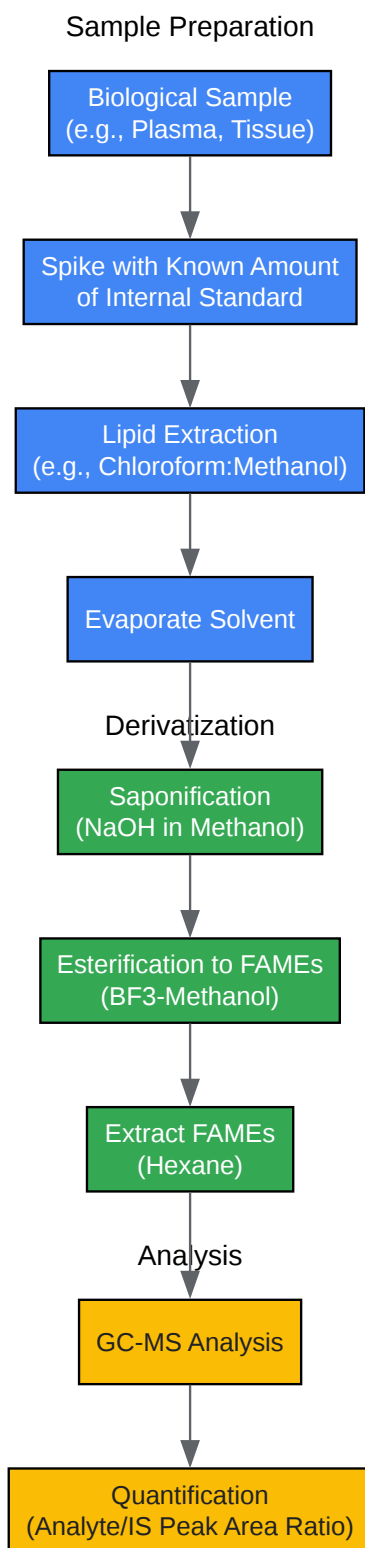 Sample Preparation
Biological Sample
(e.g., Plasma, Tissue)
Spike with Known Amount
of Internal Standard
Lipid Extraction
(e.g., Chloroform:Methanol)
Evaporate Solvent
Derivatization
Saponification
(NaOH in Methanol)
Esterification to FAMEs
(BF3-Methanol)
Extract FAMEs
(Hexane)
Analysis
GC-MS Analysis
Quantification
(Analyte/IS Peak Area Ratio)